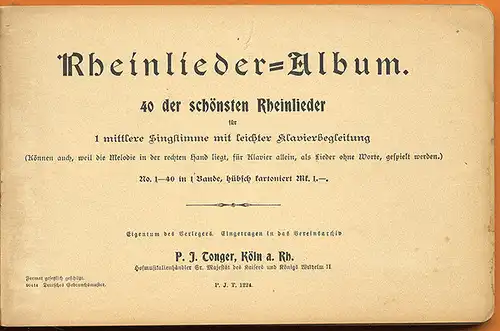 Rheinlieder=Album.
40 der schönsten Rheinlieder
für
1 mittlere Singstimme mit leichter Klavierbegleitung
(Können auch, weil die Melodie in der rechten Hand liegt, für Klavier allein, als Lieder ohne Worte, gespielt werden.)
No. 1—40 in 1 Bande, hübsch kartoniert Mk. 1.—.
Eigentum des Verlegers. Eingetragen in das Vereinsarchiv
P. J. Tonger, Köln a. Rh.
Hofmusikalienhändler Sr. Majestät des Kaisers und Königs Wilhelm II
Format gesetzlich geschützt.
Deutsches Gebrauchsmuster.
P. J. T. 1224.